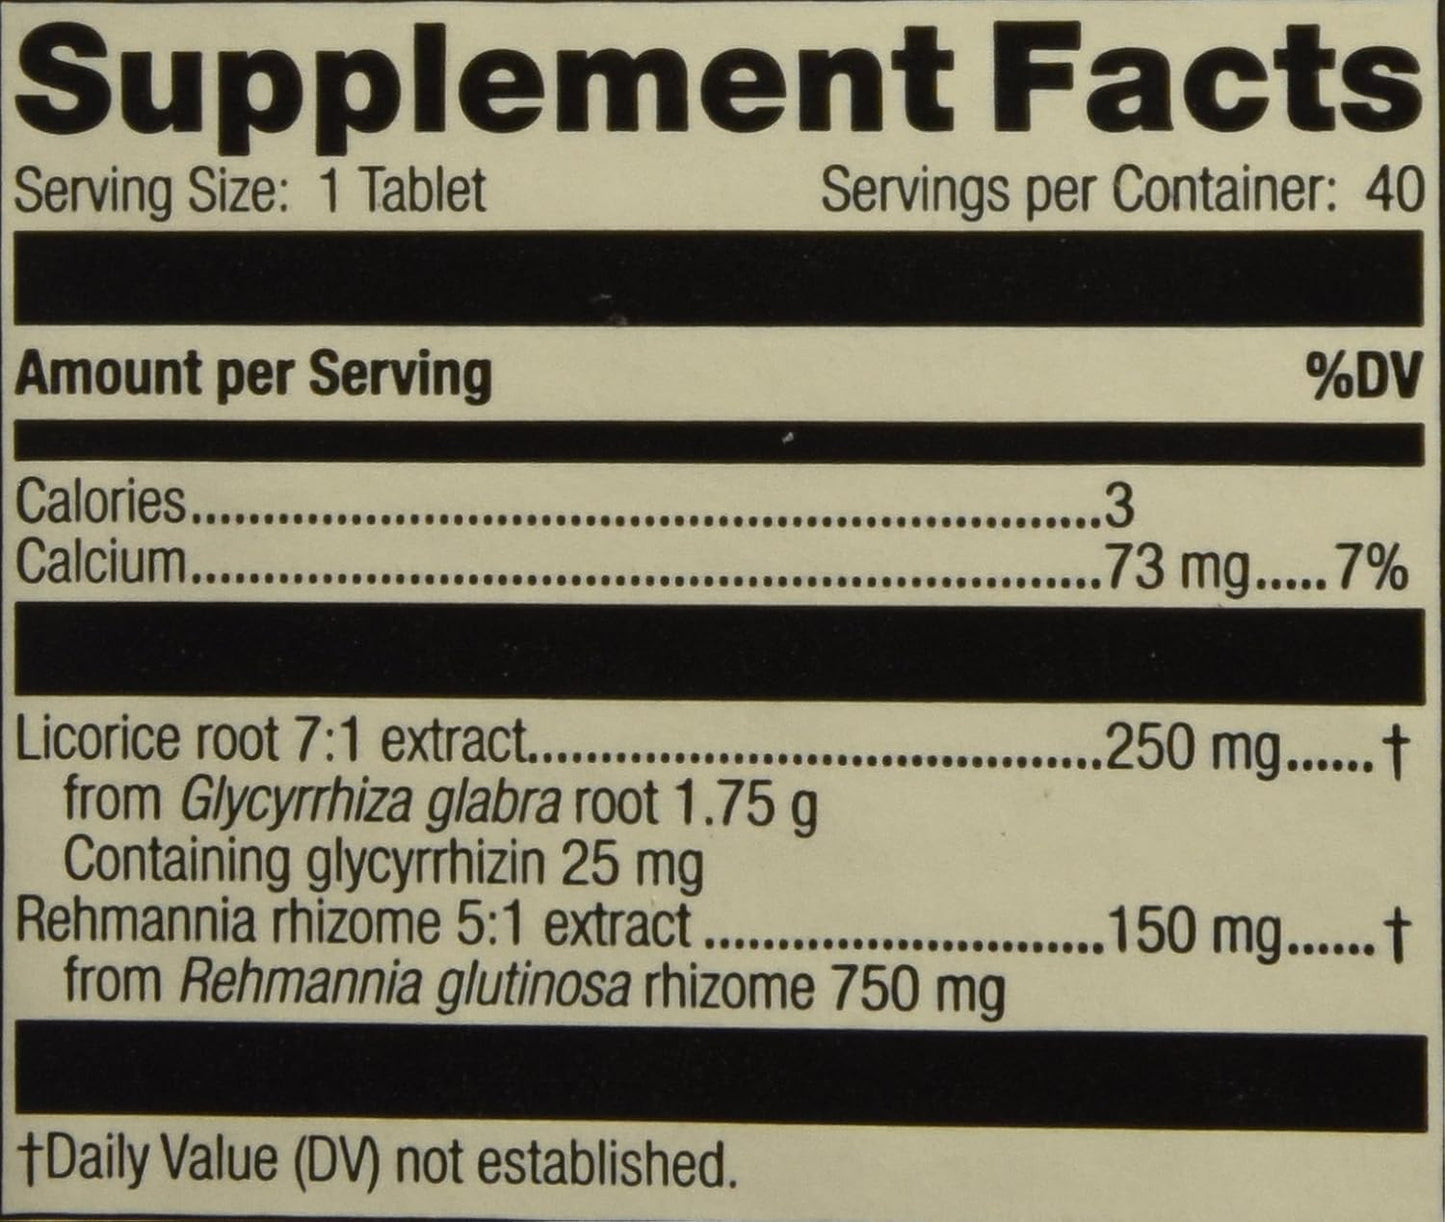 Supplement Facts
Serving Size: 1 Tablet Servings per Container: 40
Amount per Serving %DV
Calories...............................................................3
Calcium...............................................................73 mg.....7%
Licorice root 7:1 extract.......................................250 mg......†
from Glycyrrhiza glabra root 1.75 g
Containing glycyrrhizin 25 mg
Rehmannia rhizome 5:1 extract ...........................150 mg......†
from Rehmannia glutinosa rhizome 750 mg
†Daily Value (DV) not established.